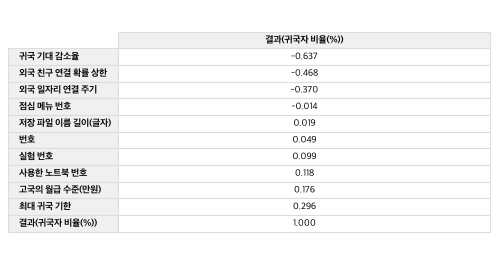 결과(귀국자 비율(%))
귀국 기대 감소율 -0.637
외국 친구 연결 확률 상한 -0.468
외국 일자리 연결 주기 -0.370
점심 메뉴 번호 -0.014
저장 파일 이름 길이(글자) 0.019
번호 0.049
실험 번호 0.099
사용한 노트북 번호 0.118
고국의 월급 수준(만원) 0.176
최대 귀국 기한 0.296
결과(귀국자 비율(%)) 1.000